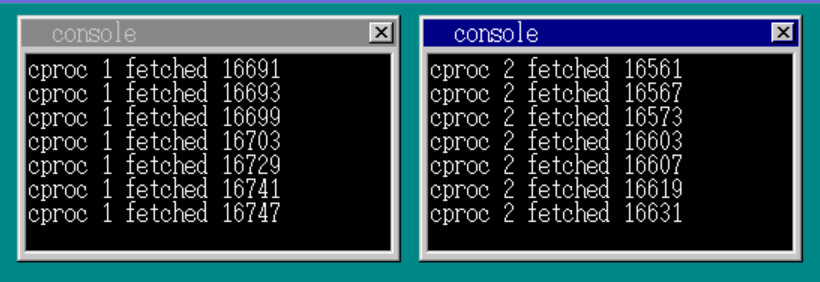 console
cproc 1 fetched 16691
cproc 1 fetched 16693
cproc 1 fetched 16699
cproc 1 fetched 16703
cproc 1 fetched 16729
cproc 1 fetched 16741
cproc 1 fetched 16747
console
cproc 2 fetched 16561
cproc 2 fetched 16567
cproc 2 fetched 16573
cproc 2 fetched 16603
cproc 2 fetched 16607
cproc 2 fetched 16619
cproc 2 fetched 16631